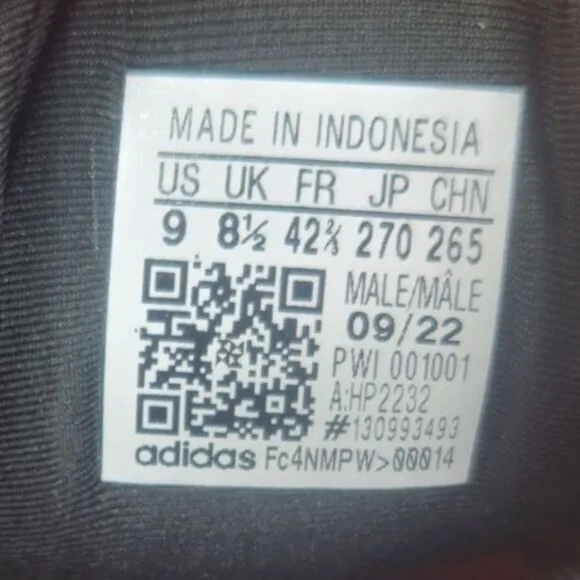 MADE IN INDONESIA
US UK FR JP CHN
9 8½ 42⅔ 270 265
MALE/MÂLE
09/22
PWI 001001
A:HP2232
#130993493
adidas Fc4NMPW>00014